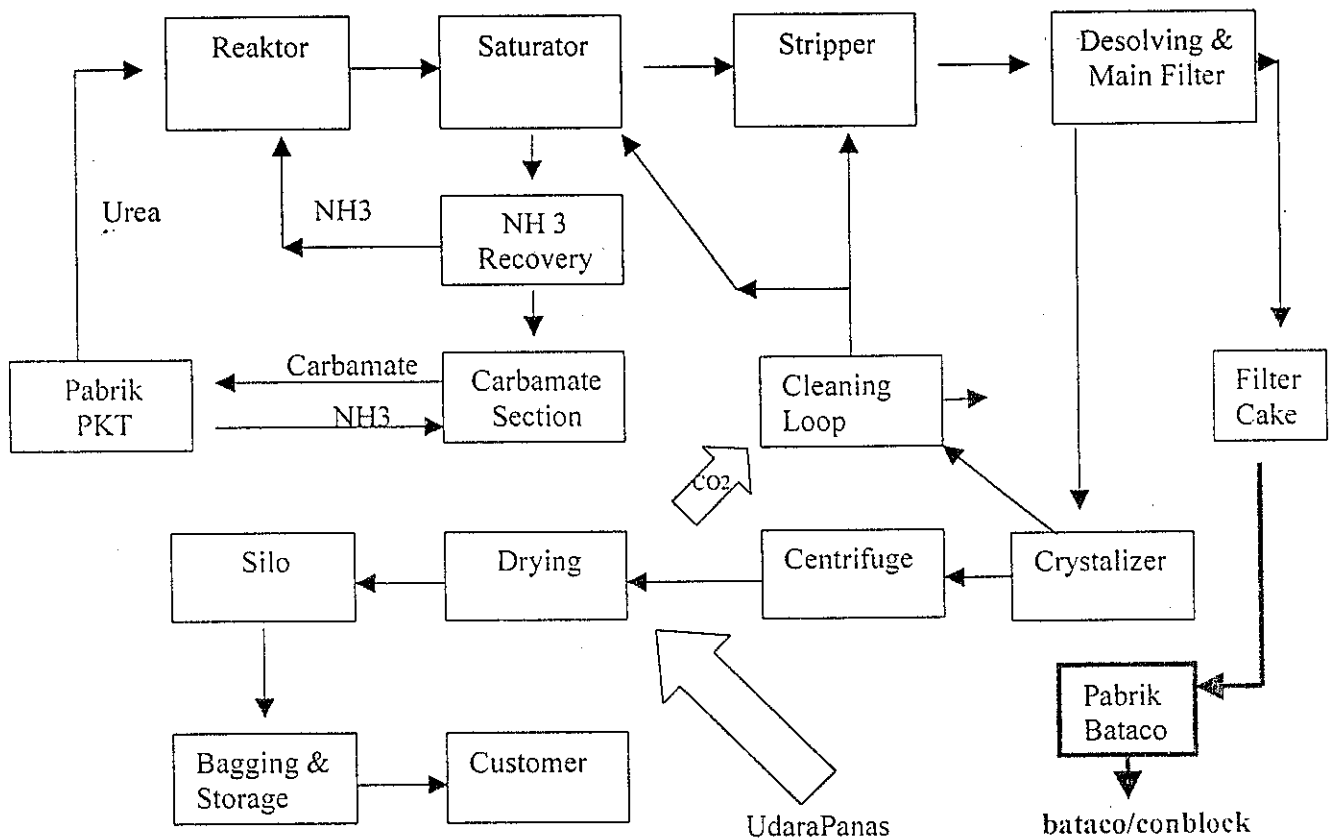 Reaktor
Saturator
Stripper
Desolving &
Main Filter
Urea
NH3
NH 3
Recovery
Pabrik
PKT
Carbamate
NH3
Carbamate
Section
Cleaning
Loop
Filter
Cake
CO2
Silo
Drying
Centrifuge
Crystalizer
Bagging &
Storage
Customer
Pabrik
Bataco
UdaraPanas
bataco/conblock